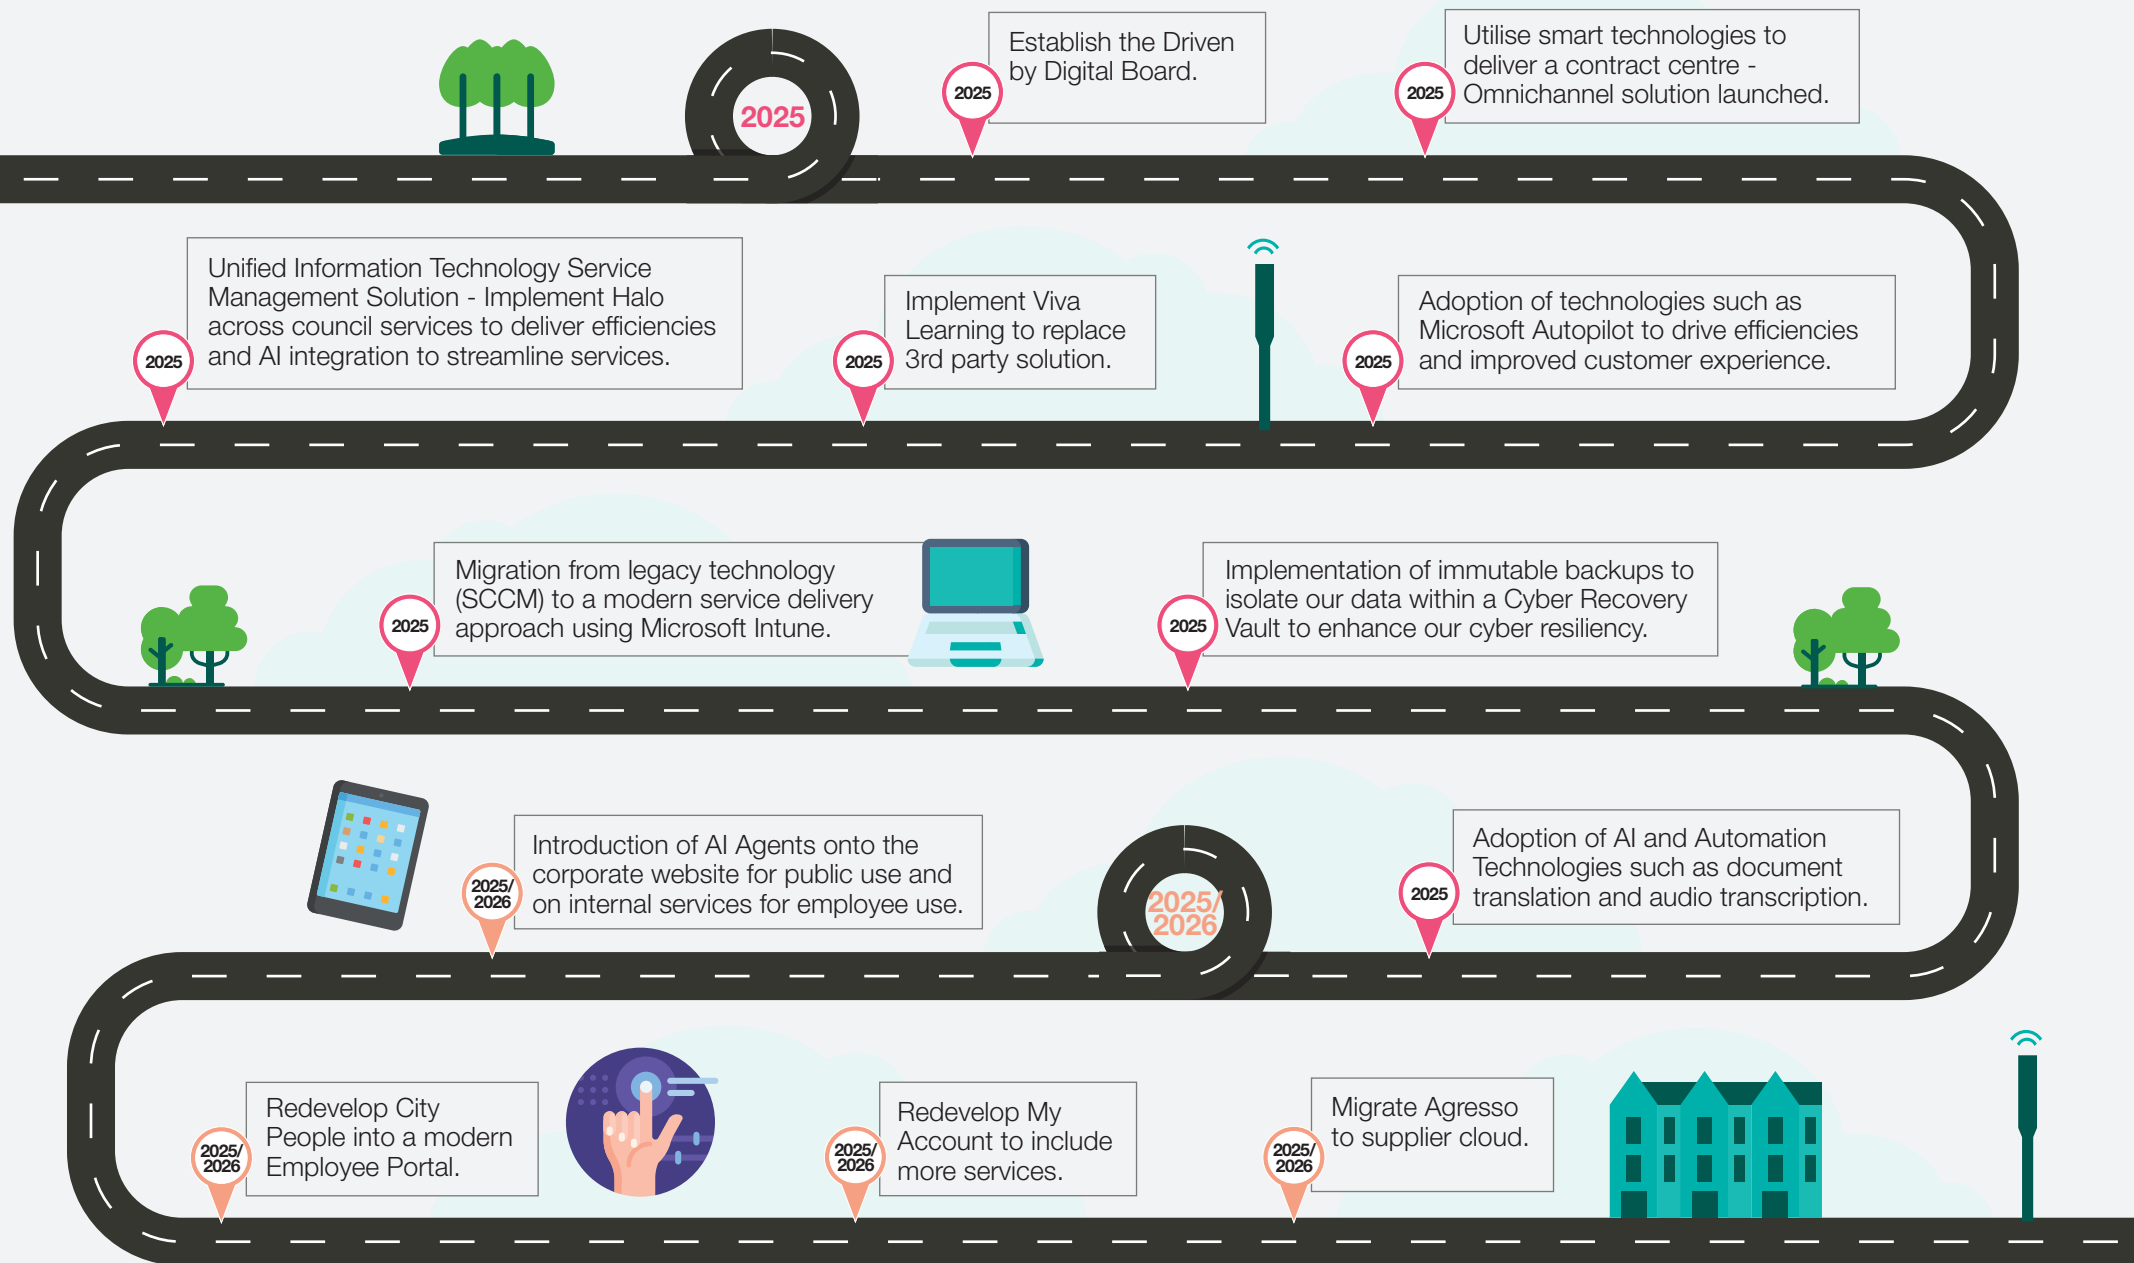 2025
2025
Establish the Driven
by Digital Board.
2025
Utilise smart technologies to
deliver a contract centre -
Omnichannel solution launched.
2025
Unified Information Technology Service
Management Solution - Implement Halo
across council services to deliver efficiencies
and AI integration to streamline services.
2025
Implement Viva
Learning to replace
3rd party solution.
2025
Adoption of technologies such as
Microsoft Autopilot to drive efficiencies
and improved customer experience.
2025
Migration from legacy technology
(SCCM) to a modern service delivery
approach using Microsoft Intune.
2025
Implementation of immutable backups to
isolate our data within a Cyber Recovery
Vault to enhance our cyber resiliency.
2025/
2026
Introduction of AI Agents onto the
corporate website for public use and
on internal services for employee use.
2025/
2026
2025
Adoption of AI and Automation
Technologies such as document
translation and audio transcription.
2025/
2026
Redevelop City
People into a modern
Employee Portal.
2025/
2026
Redevelop My
Account to include
more services.
2025/
2026
Migrate Agresso
to supplier cloud.